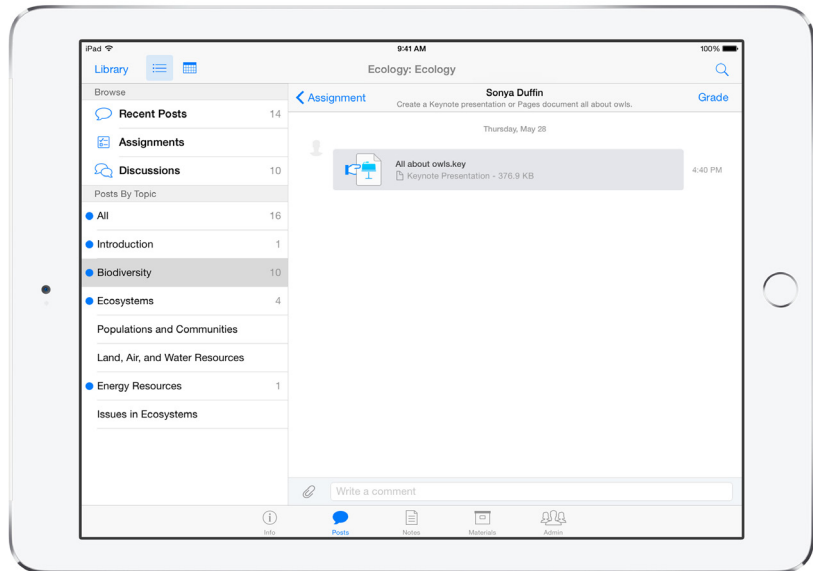 iPad
9:41 AM
100%
Library
Ecology: Ecology
Browse
Recent Posts 14
Assignments
Discussions 10
Posts By Topic
All 16
Introduction 1
Biodiversity 10
Ecosystems 4
Populations and Communities
Land, Air, and Water Resources
Energy Resources 1
Issues in Ecosystems
Assignment
Sonya Duffin
Create a Keynote presentation or Pages document all about owls.
Grade
Thursday, May 28
All about owls.key
Keynote Presentation - 376.9 KB
4:40 PM
Write a comment
Info
Posts
Notes
Materials
Admin